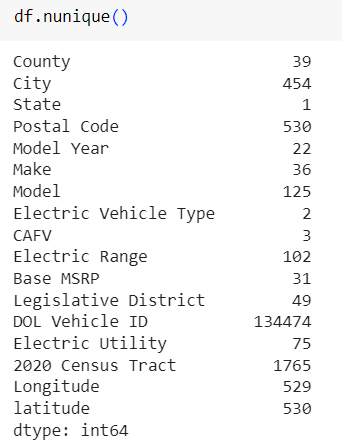 df.nunique()
County 39
City 454
State 1
Postal Code 530
Model Year 22
Make 36
Model 125
Electric Vehicle Type 2
CAFV 3
Electric Range 102
Base MSRP 31
Legislative District 49
DOL Vehicle ID 134474
Electric Utility 75
2020 Census Tract 1765
Longitude 529
latitude 530
dtype: int64